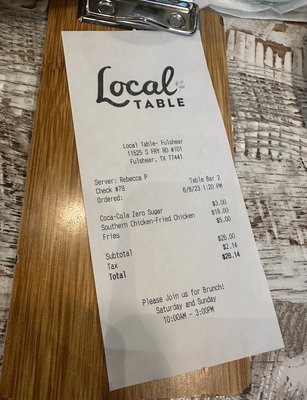 Local
TABLE
Local
TABLE
Local Table- Fulshear
11525 S FRY RD #101
Fulshear, TX 77441
Server: Rebecca P Table Bar 2
Check #79 6/8/23 1:20 PM
Ordered:
Coca-Cola Zero Sugar $3.00
Southern Chicken-Fried Chicken $18.00
Fries $5.00
Subtotal $26.00
Tax $2.14
Total $28.14
Please Join us for Brunch!
Saturday and Sunday
10:00AM - 3:00PM